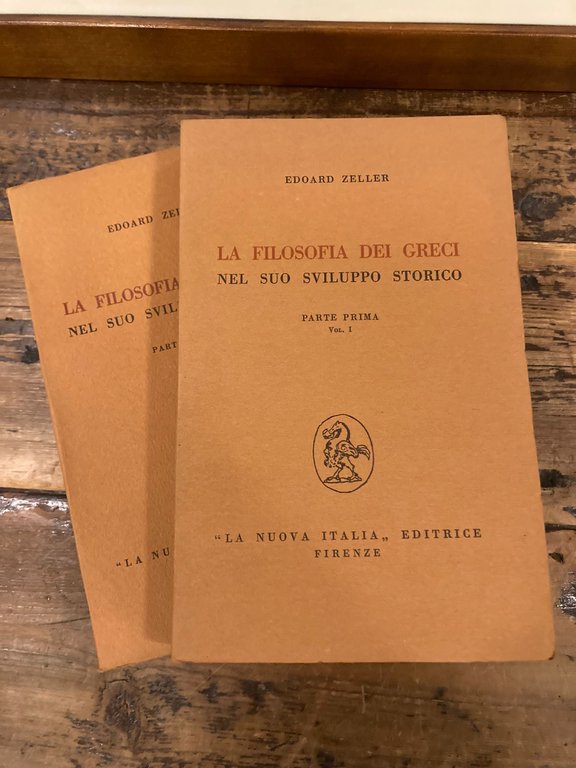 EDOARD ZELLER
LA FILOSOFIA DEI GRECI
NEL SUO SVILUPPO STORICO
PARTE PRIMA
VOL. I
"LA NUOVA ITALIA„ EDITRICE
FIRENZE
EDOARD ZEL
LA FILOSOFIA
NEL SUO SVIL
PART
"LA NU